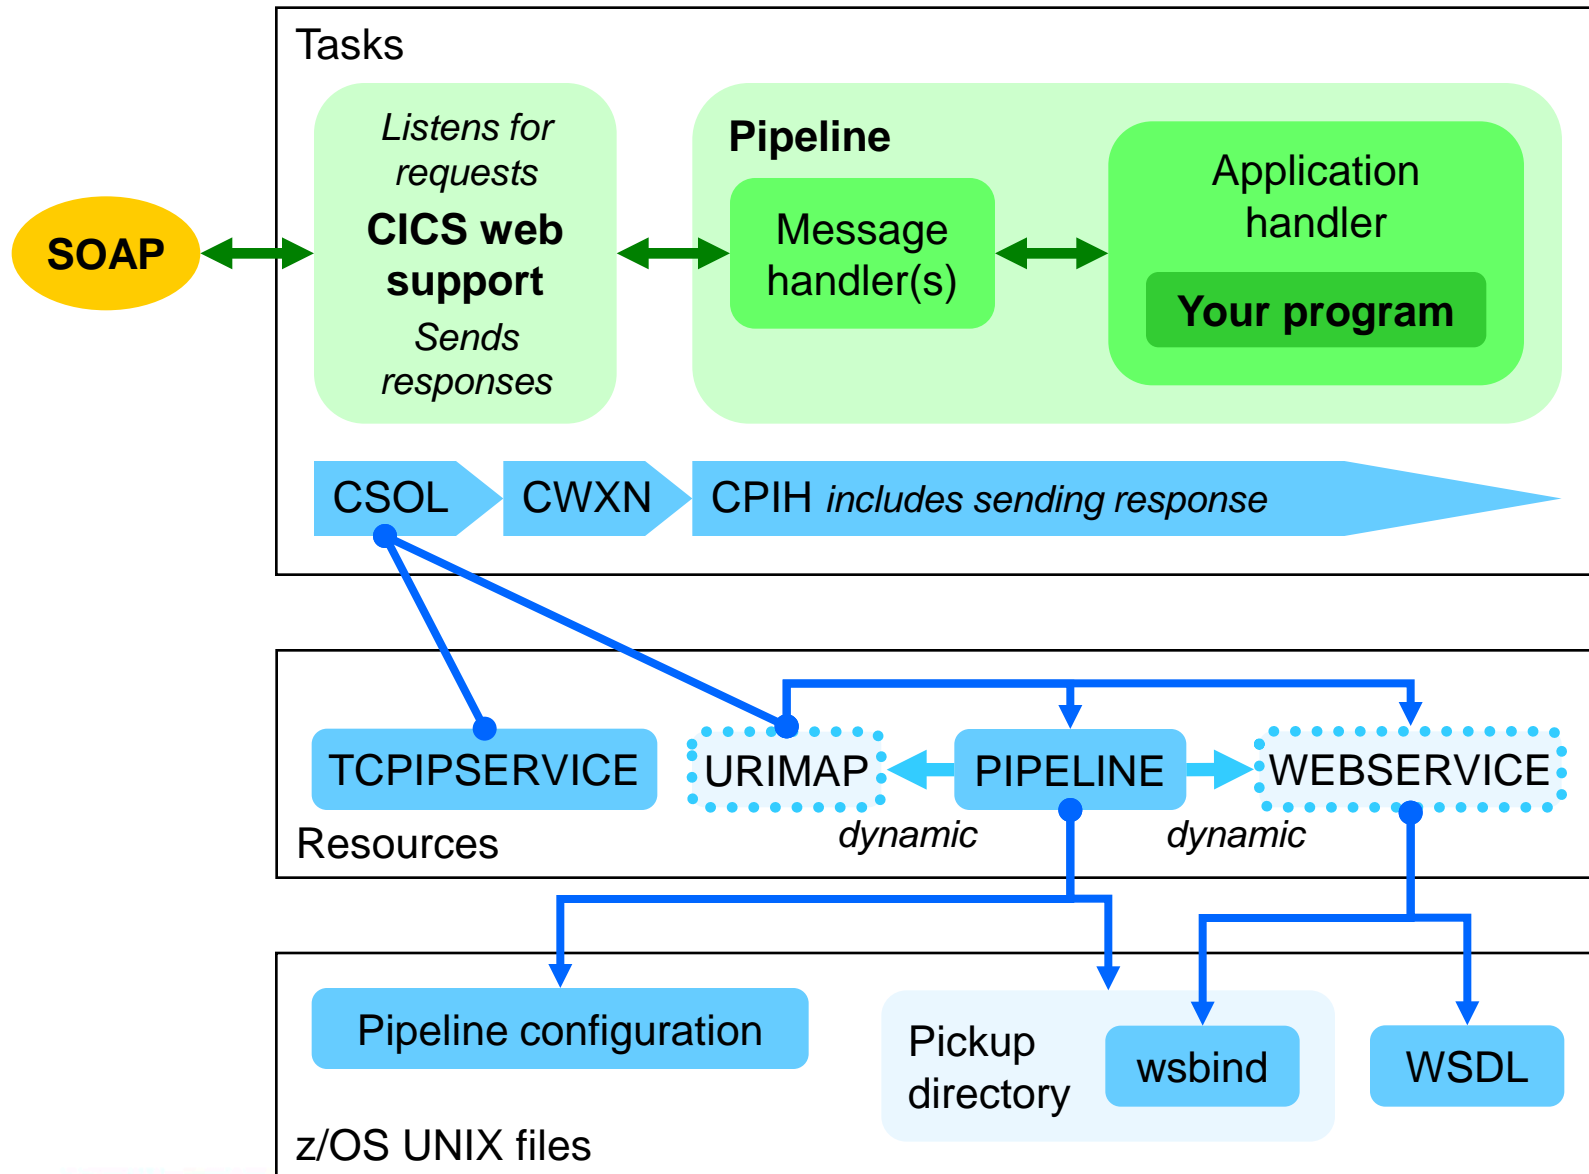 Tasks
Listens for
requests
CICS web
support
Sends
responses
SOAP
Pipeline
Message
handler(s)
Application
handler
Your program
CSOL
CWXN
CPIH includes sending response
TCPIPSERVICE
URIMAP
PIPELINE
WEBSERVICE
dynamic
dynamic
Resources
Pipeline configuration
Pickup
directory
wsbind
WSDL
z/OS UNIX files